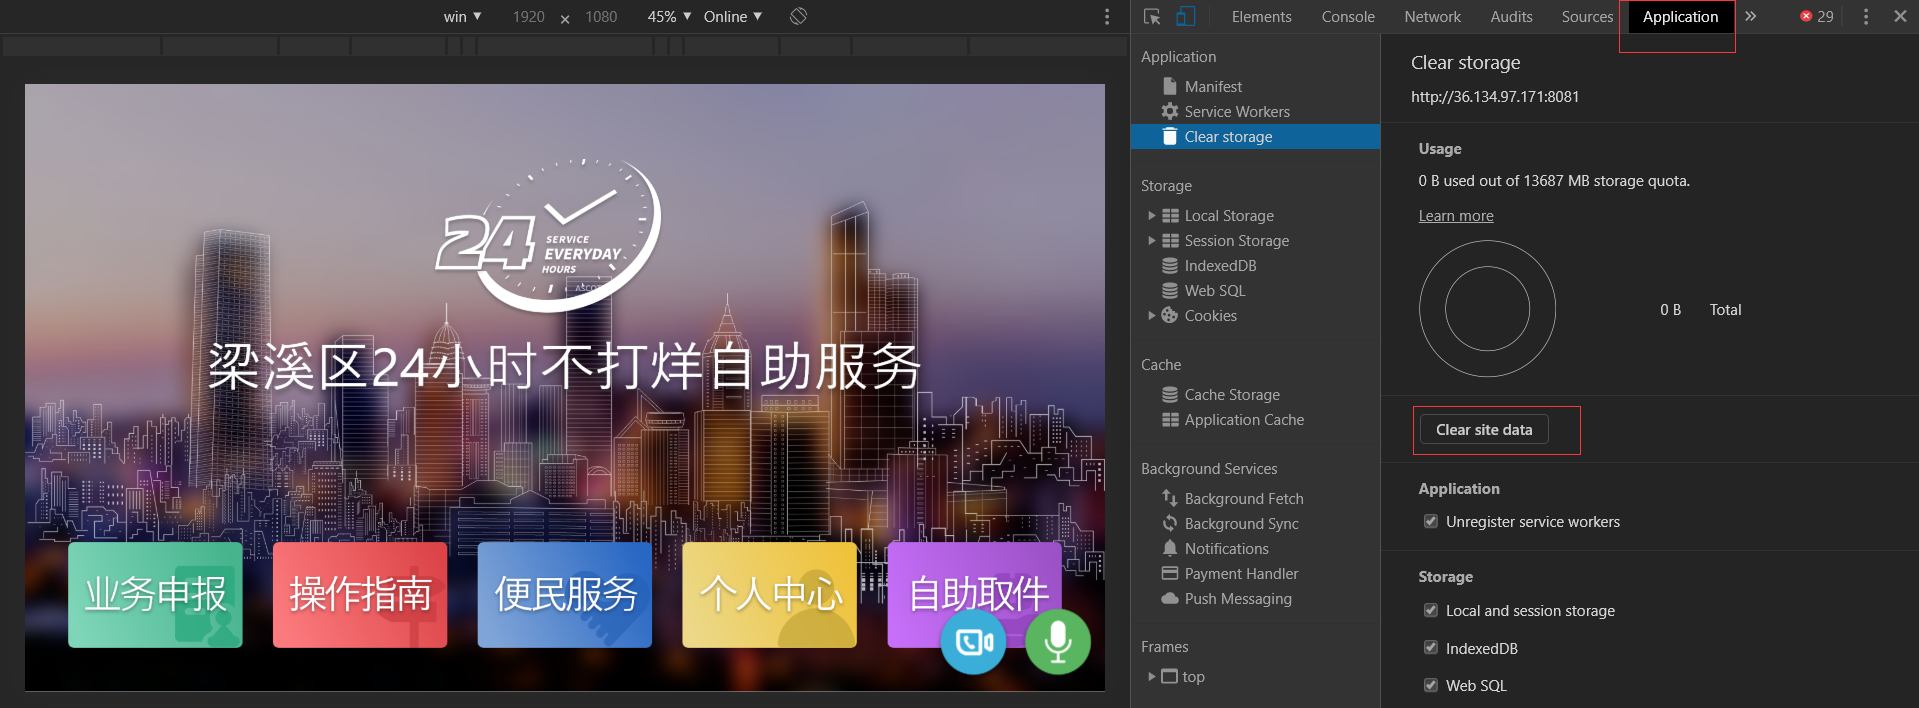 win ▼ 1920 × 1080 45% ▼ Online ▼
24
SERVICE
EVERYDAY
HOURS
ASCOTT
梁溪区24小时不打烊自助服务
业务申报 操作指南 便民服务 个人中心 自助取件
Elements Console Network Audits Sources Application » 29
Application
Manifest
Service Workers
Clear storage
Storage
Local Storage
Session Storage
IndexedDB
Web SQL
Cookies
Cache
Cache Storage
Application Cache
Background Services
Background Fetch
Background Sync
Notifications
Payment Handler
Push Messaging
Frames
top
Clear storage
http://36.134.97.171:8081
Usage
0 B used out of 13687 MB storage quota.
Learn more
0 B Total
Clear site data
Application
Unregister service workers
Storage
Local and session storage
IndexedDB
Web SQL